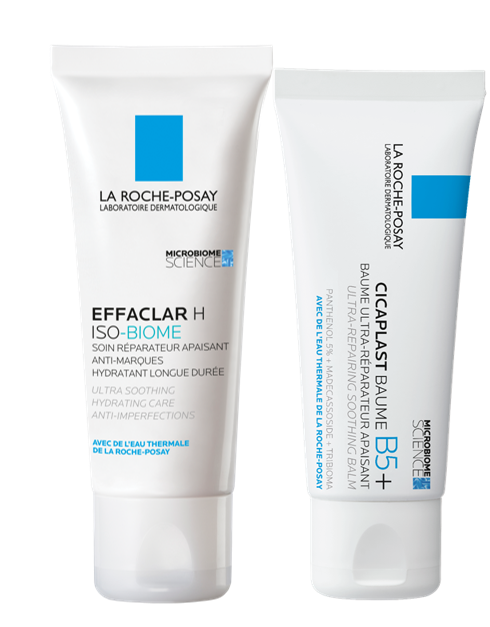 LA ROCHE-POSAY
LABORATOIRE DERMATOLOGIQUE
MICROBIOME
SCIENCE
EFFACLAR H
ISO-BIOME
SOIN RÉPARATEUR APAISANT
ANTI-MARQUES
HYDRATANT LONGUE DURÉE
ULTRA SOOTHING
HYDRATING CARE
ANTI-IMPERFECTIONS
AVEC DE L'EAU THERMALE
DE LA ROCHE-POSAY
LA ROCHE-POSAY
LABORATOIRE DERMATOLOGIQUE
CICAPLAST BAUME B5+
BAUME ULTRA-RÉPARATEUR APAISANT
ULTRA-REPAIRING SOOTHING BALM
MICROBIOME
SCIENCE
PANTHÉNOL 5% + MADECASSOSIDE + TRIBIOMA
AVEC DE L'EAU THERMALE DE LA ROCHE-POSAY